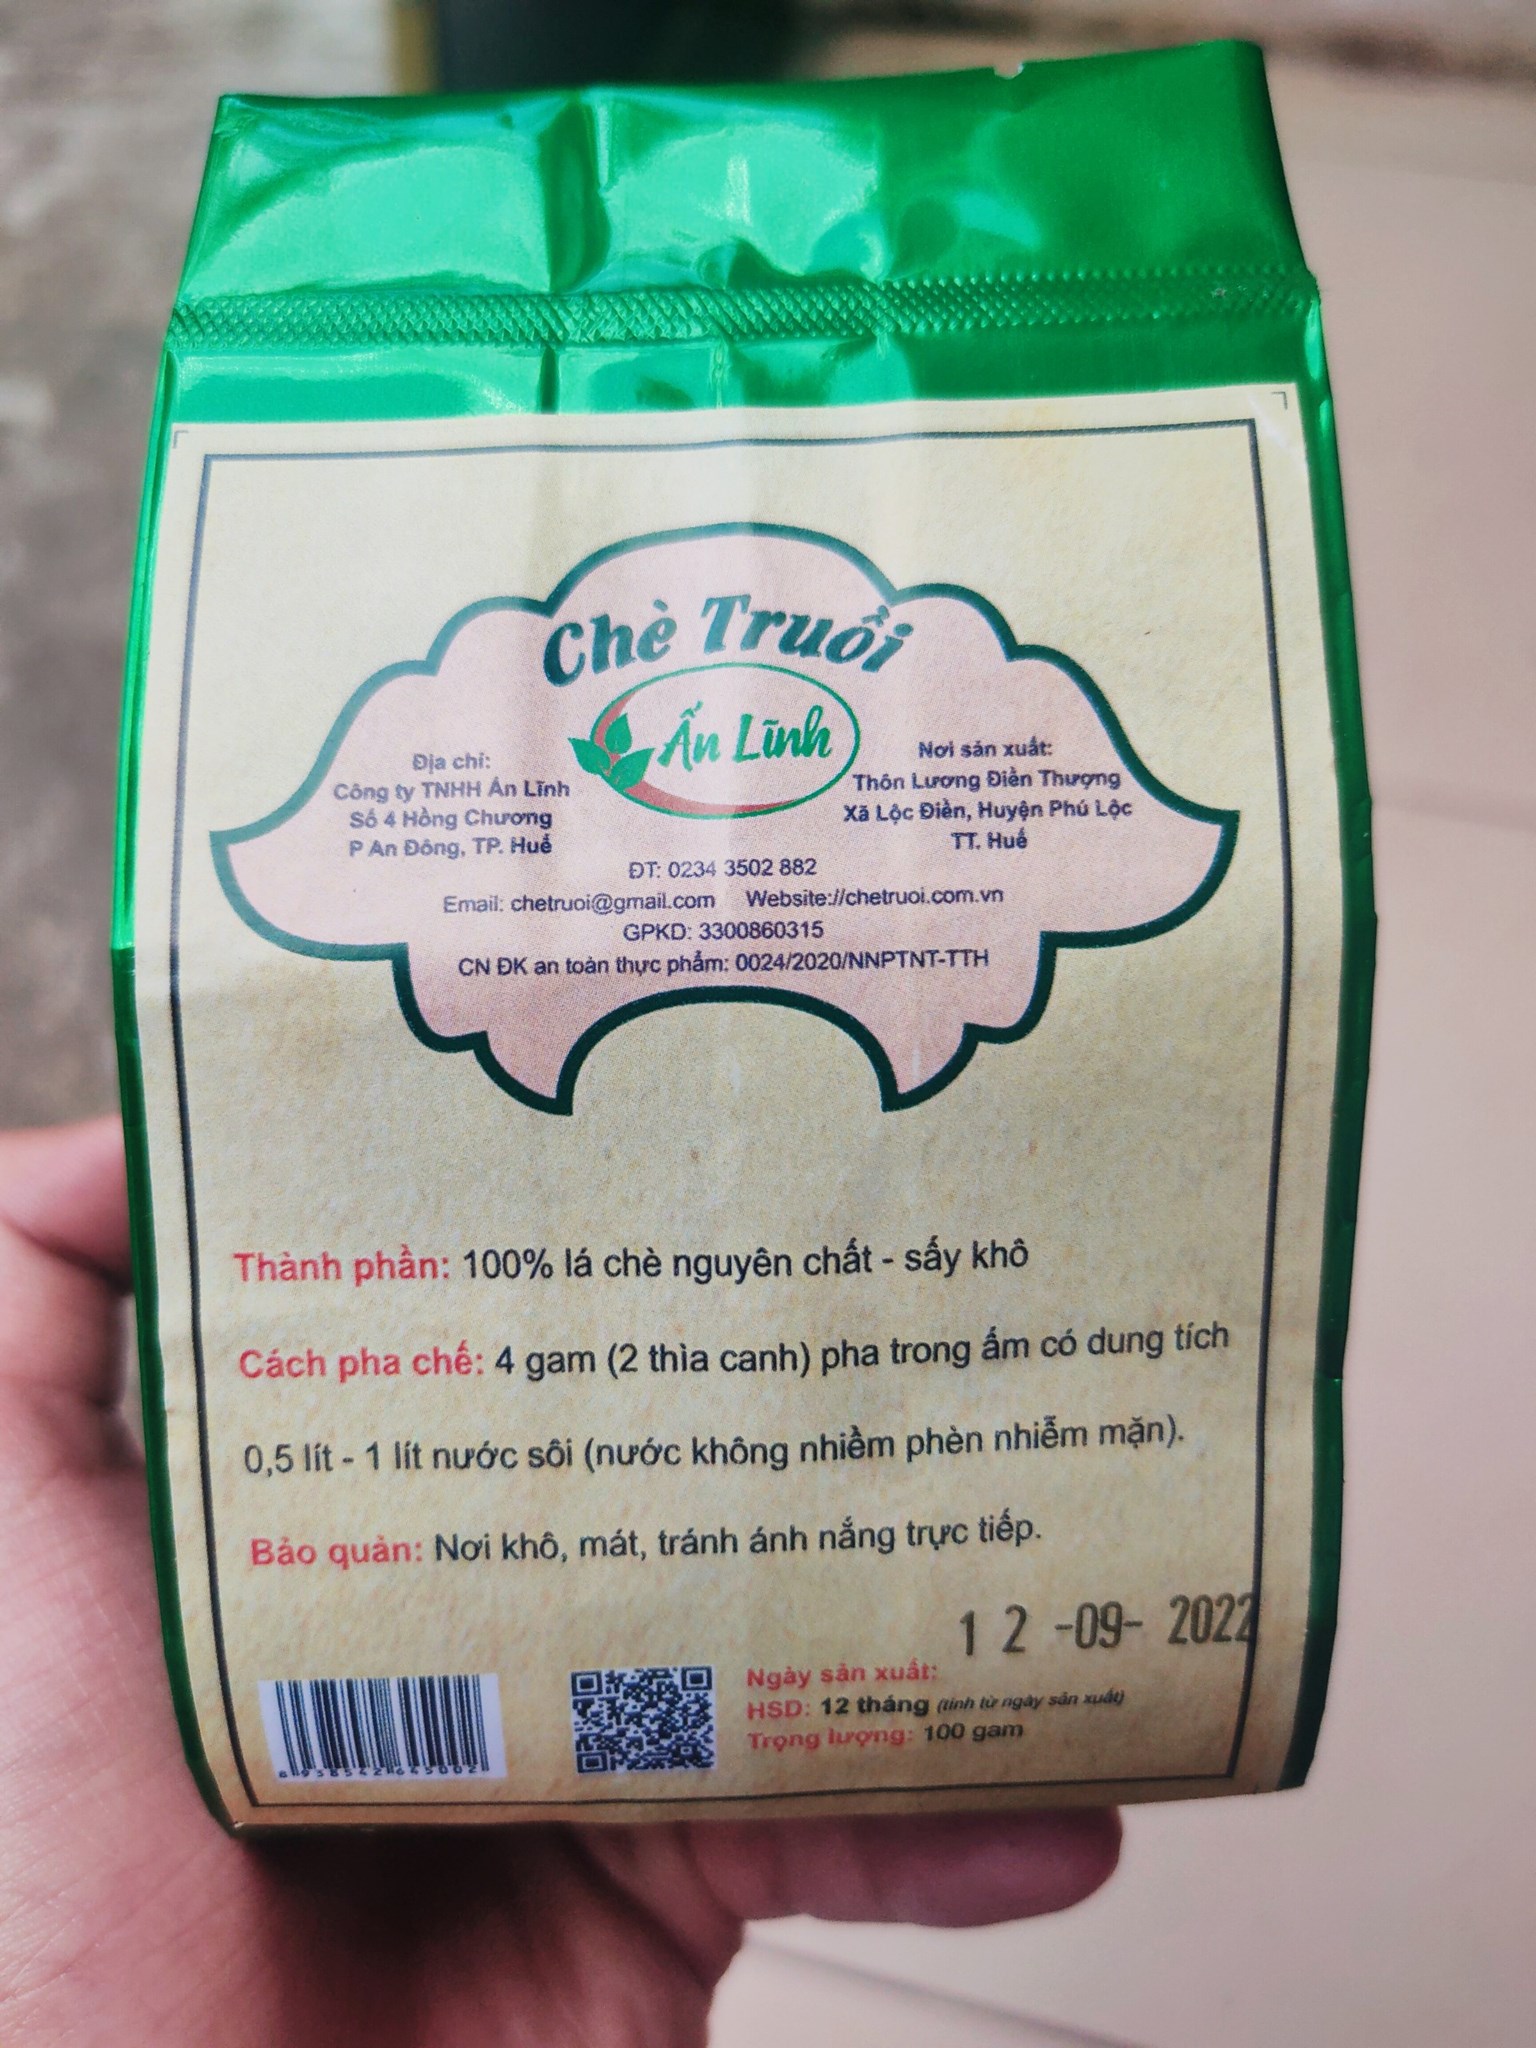 Chè Truồi
Ấn Lĩnh
Địa chỉ:
Công ty TNHH Ấn Lĩnh
Số 4 Hồng Chương
P An Đông, TP. Huế
Nơi sản xuất:
Thôn Lương Điền Thượng
Xã Lộc Điền, Huyện Phú Lộc
TT. Huế
ĐT: 0234 3502 882
Email: chetruoi@gmail.com Website://chetruoi.com.vn
GPKD: 3300860315
CN ĐK an toàn thực phẩm: 0024/2020/NNPTNT-TTH
Thành phần: 100% lá chè nguyên chất - sấy khô
Cách pha chế: 4 gam (2 thìa canh) pha trong ấm có dung tích
0,5 lít - 1 lít nước sôi (nước không nhiềm phèn nhiễm mặn).
Bảo quản: Nơi khô, mát, tránh ánh nắng trực tiếp.
12 -09- 2022
Ngày sản xuất:
HSD: 12 tháng (tính từ ngày sản xuất)
Trọng lượng: 100 gam
8 938542 645002